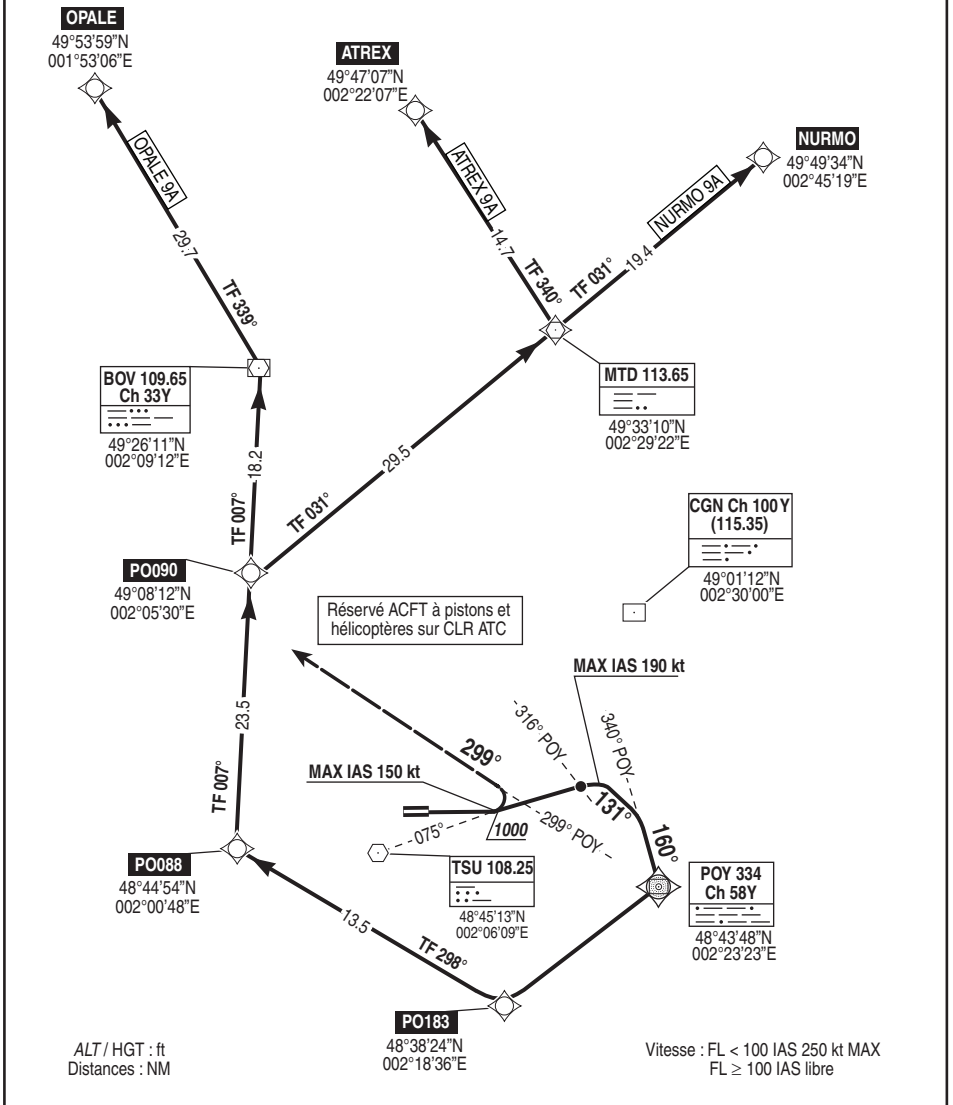 OPALE
49°53’59”N
001°53’06”E
ATREX
49°47’07”N
002°22’07”E
NURMO
49°49’34”N
002°45’19”E
OPALE 9A
29.7
TF 339°
ATREX 9A
14.7
TF 340°
NURMO 9A
19.4
TF 031°
BOV 109.65
Ch 33Y
49°26’11”N
002°09’12”E
MTD 113.65
49°33’10”N
002°29’22”E
18.2
TF 007°
29.5
TF 031°
CGN Ch 100Y
(115.35)
49°01’12”N
002°30’00”E
PO090
49°08’12”N
002°05’30”E
Réservé ACFT à pistons et
hélicoptères sur CLR ATC
MAX IAS 190 kt
316° POY
340° POY
23.5
TF 007°
299°
MAX IAS 150 kt
131°
075°
1000
299° POY
160°
PO088
48°44’54”N
002°00’48”E
TSU 108.25
48°45’13”N
002°06’09”E
POY 334
Ch 58Y
48°43’48”N
002°23’23”E
13.5
TF 298°
PO183
48°38’24”N
002°18’36”E
ALT / HGT : ft
Distances : NM
Vitesse : FL < 100 IAS 250 kt MAX
FL ≥ 100 IAS libre